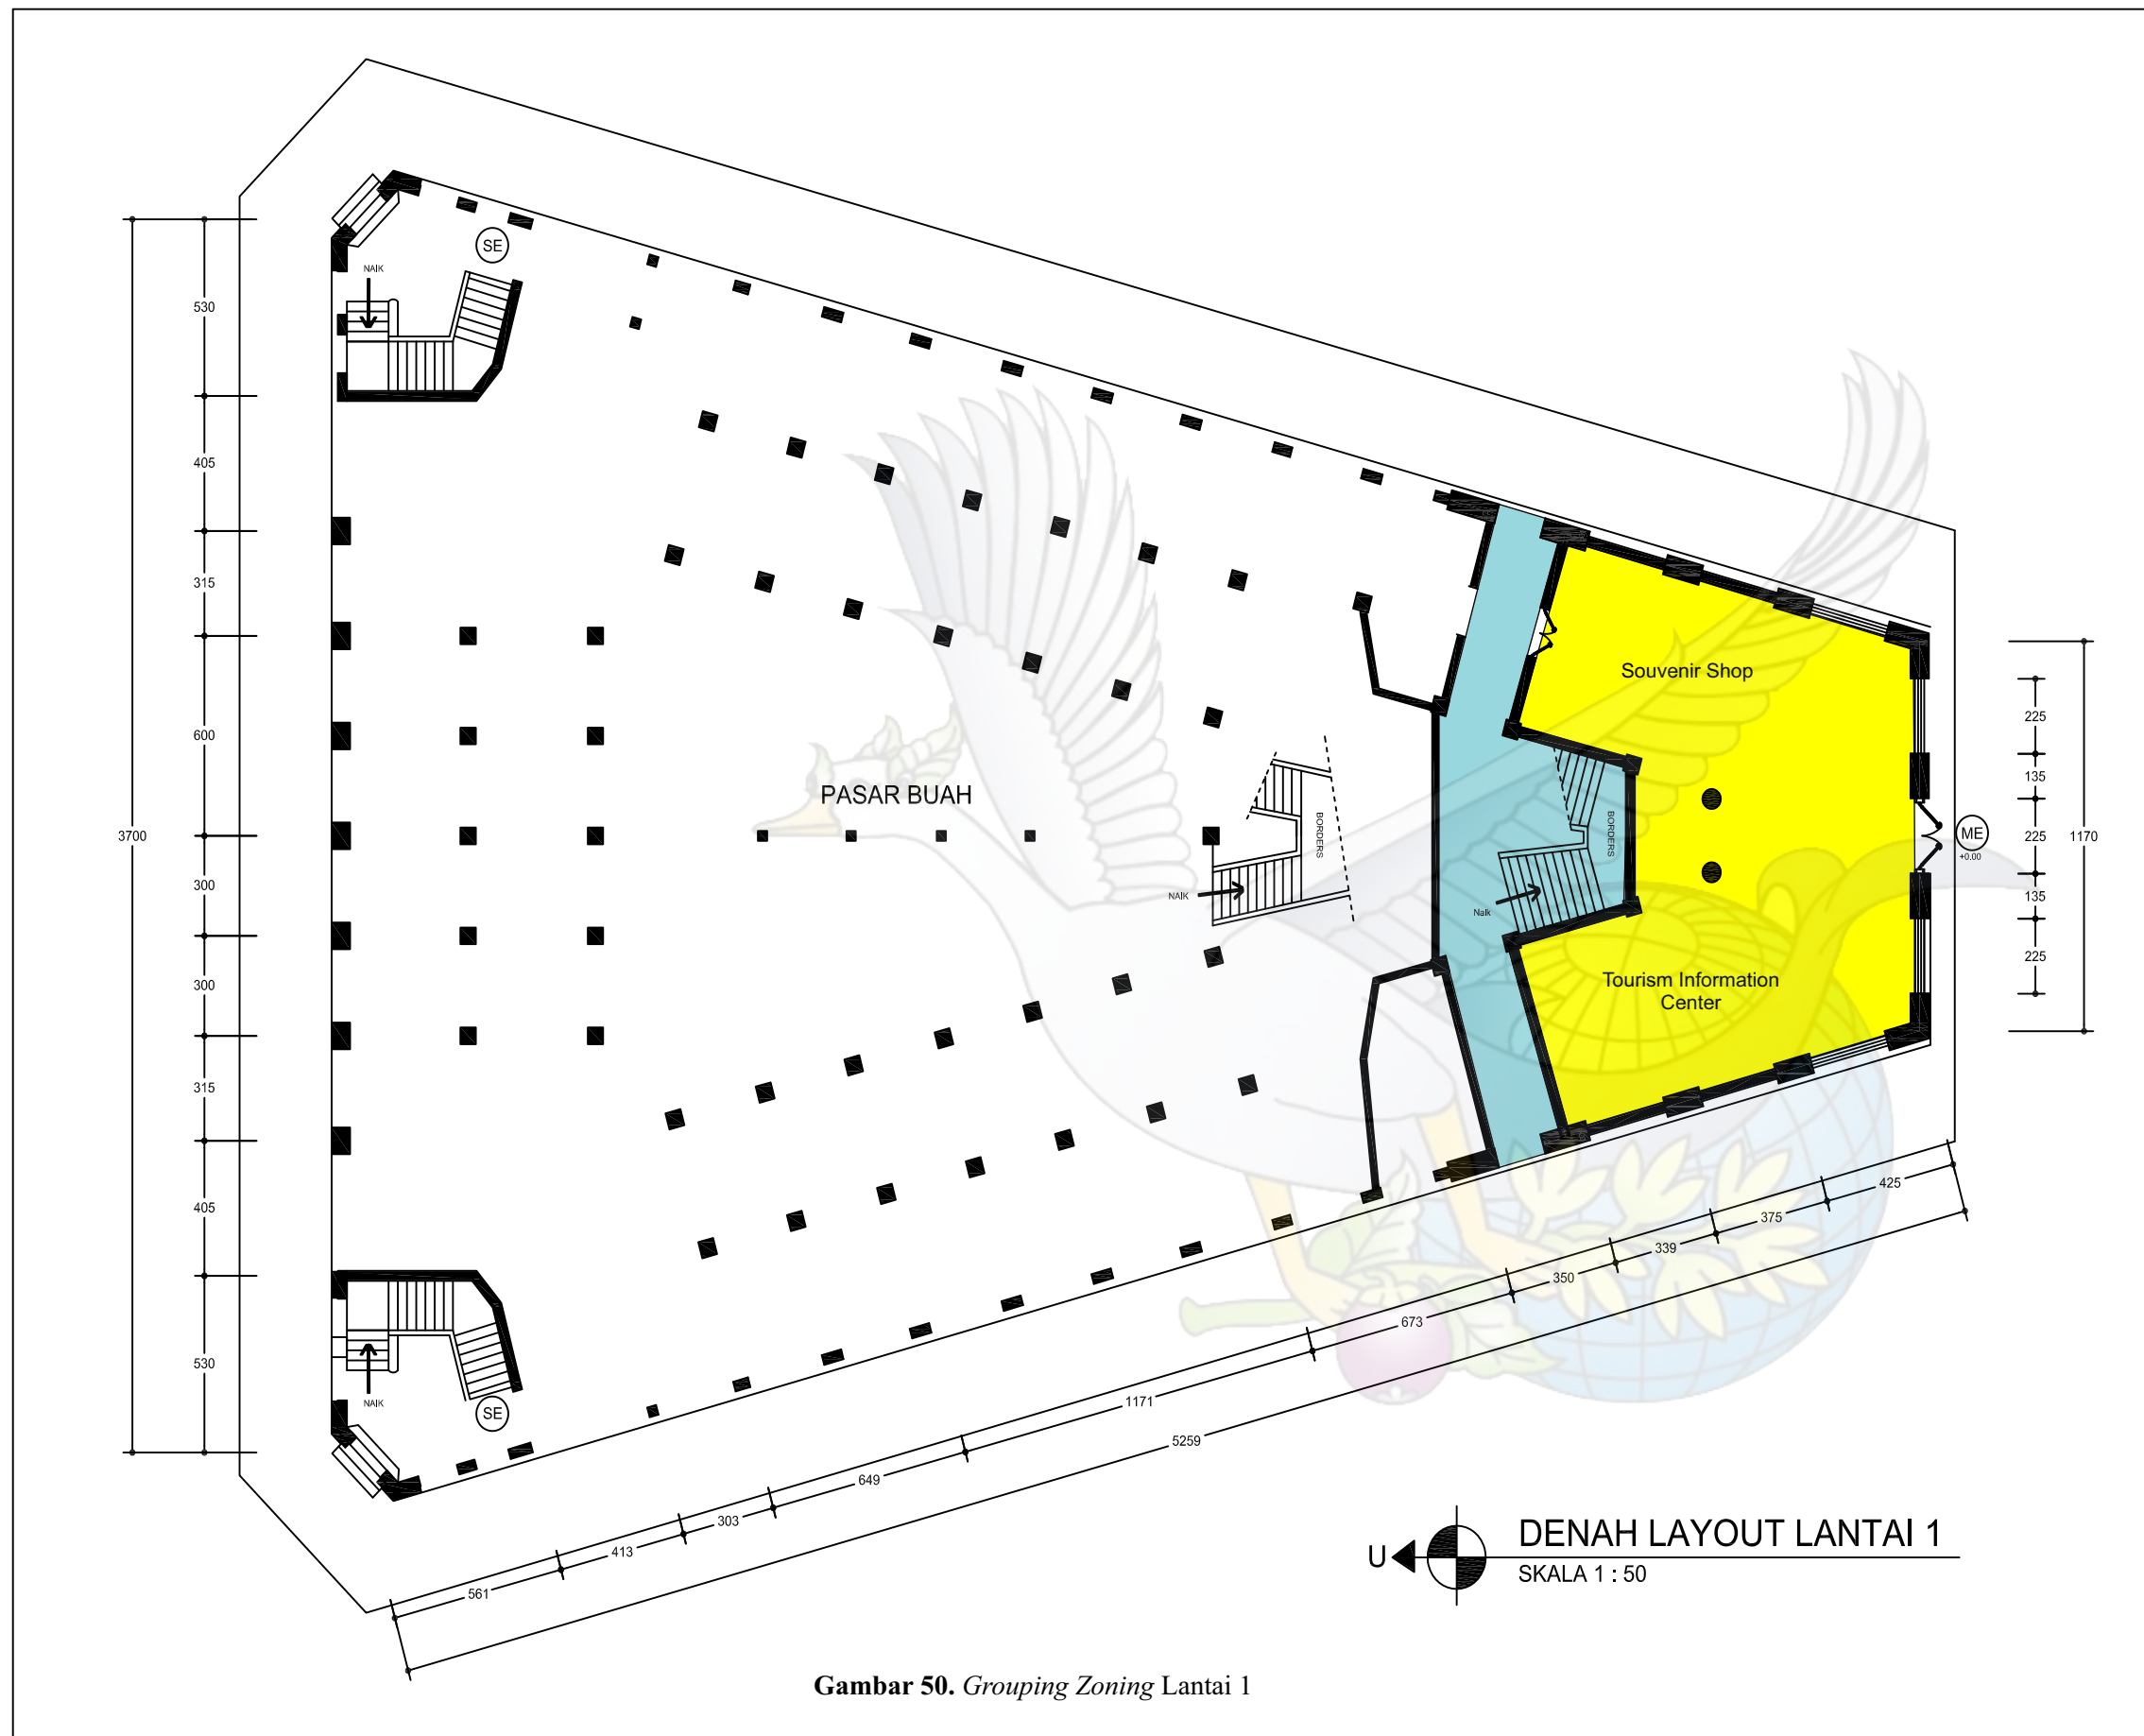 SE
NAIK
530
405
315
600
3700
300
300
315
405
530
PASAR BUAH
BORDERS
NAIK
Souvenir Shop
BORDERS
Naik
Tourism Information
Center
ME
+0.00
225
135
225
135
225
1170
NAIK
SE
561
413
303
649
1171
673
350
339
375
425
5259
U
DENAH LAYOUT LANTAI 1
SKALA 1 : 50
Gambar 50. Grouping Zoning Lantai 1